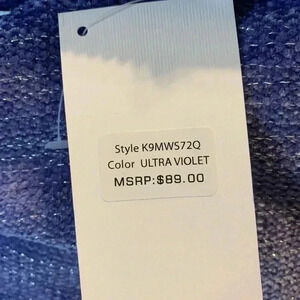 Style K9MWS72Q
Color ULTRA VIOLET
MSRP:$89.00